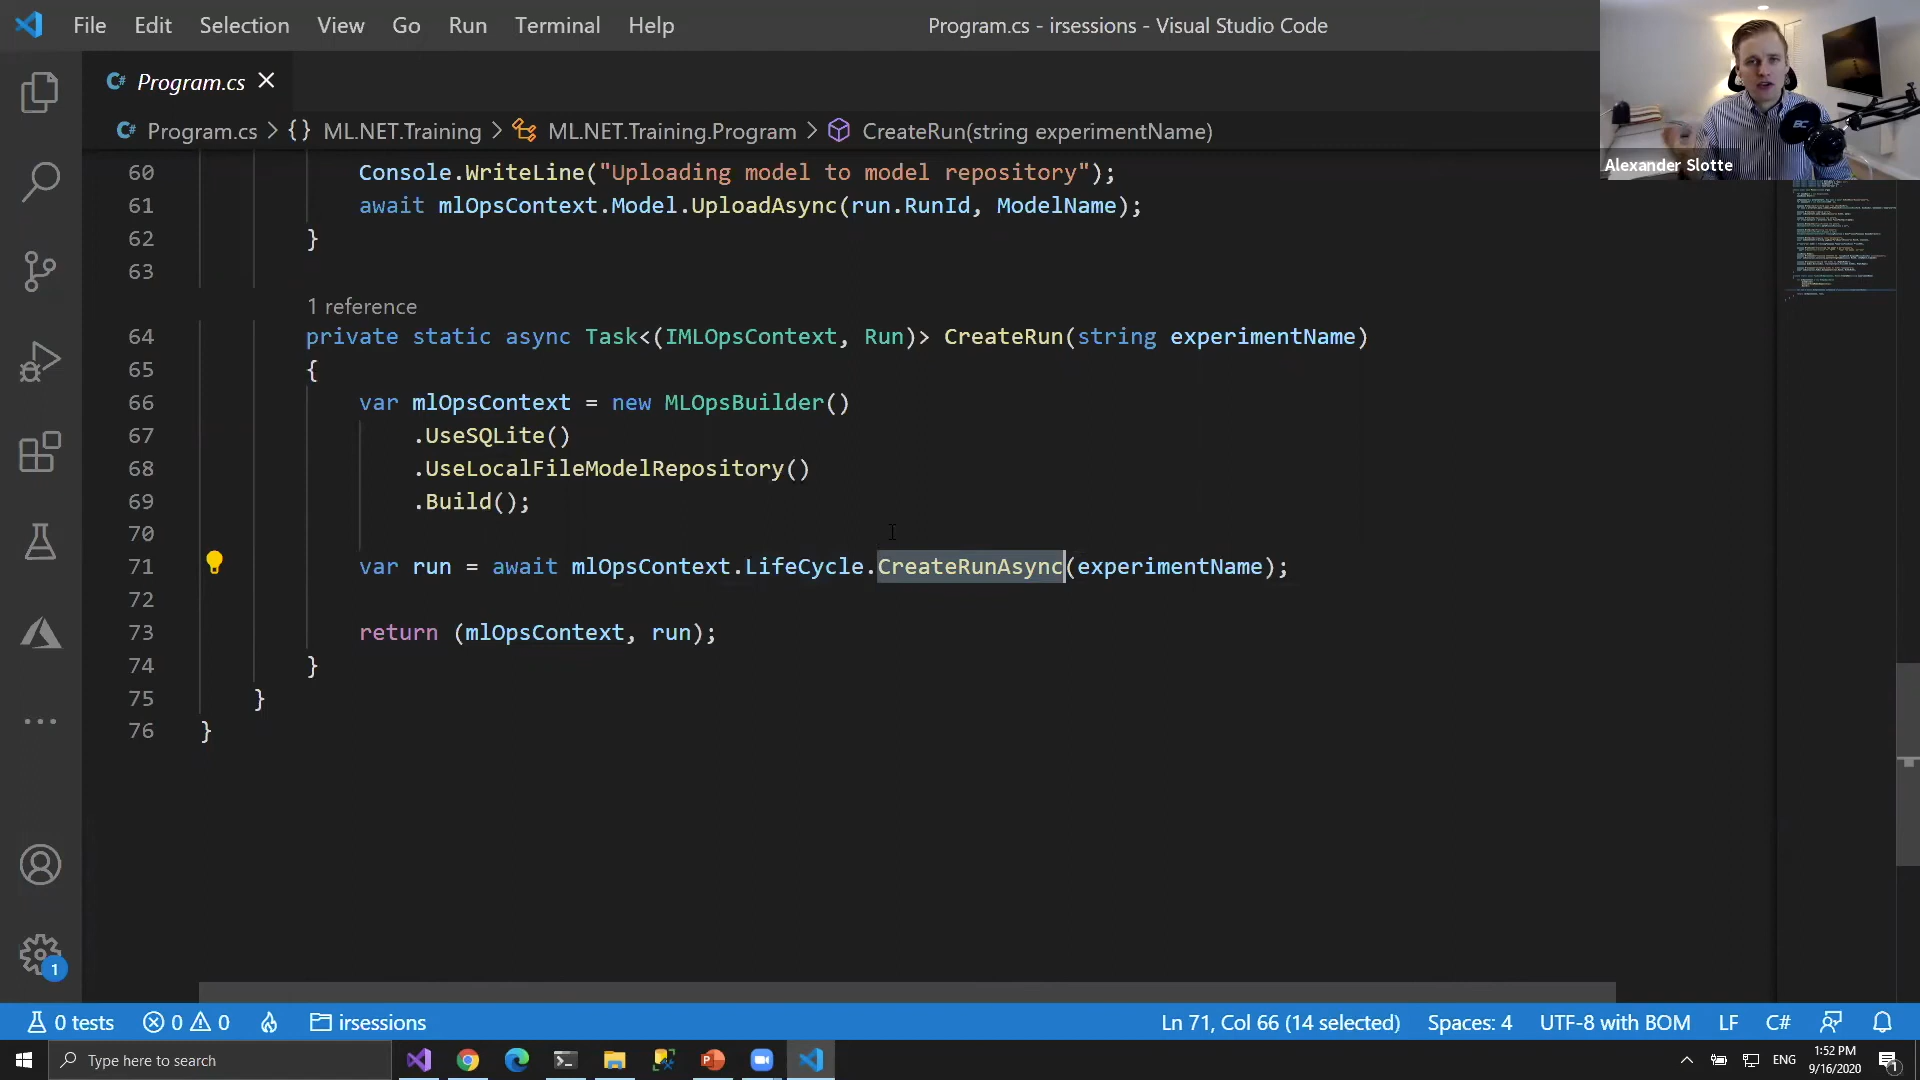 File Edit Selection View Go Run Terminal Help
Program.cs - irsessions - Visual Studio Code
Alexander Slotte
C# Program.cs
C# Program.cs > {} ML.NET.Training > ML.NET.Training.Program > CreateRun(string experimentName)
60 Console.WriteLine("Uploading model to model repository");
61 await mlOpsContext.Model.UploadAsync(run.RunId, ModelName);
62 }
63
1 reference
64 private static async Task<(IMLOpsContext, Run)> CreateRun(string experimentName)
65 {
66 var mlOpsContext = new MLOpsBuilder()
67 .UseSQLite()
68 .UseLocalFileModelRepository()
69 .Build();
70
71 var run = await mlOpsContext.LifeCycle.CreateRunAsync(experimentName);
72
73 return (mlOpsContext, run);
74 }
75 }
76 }
1
0 tests 0 0 irsessions Ln 71, Col 66 (14 selected) Spaces: 4 UTF-8 with BOM LF C#
Type here to search
ENG
1:52 PM
9/16/2020
1